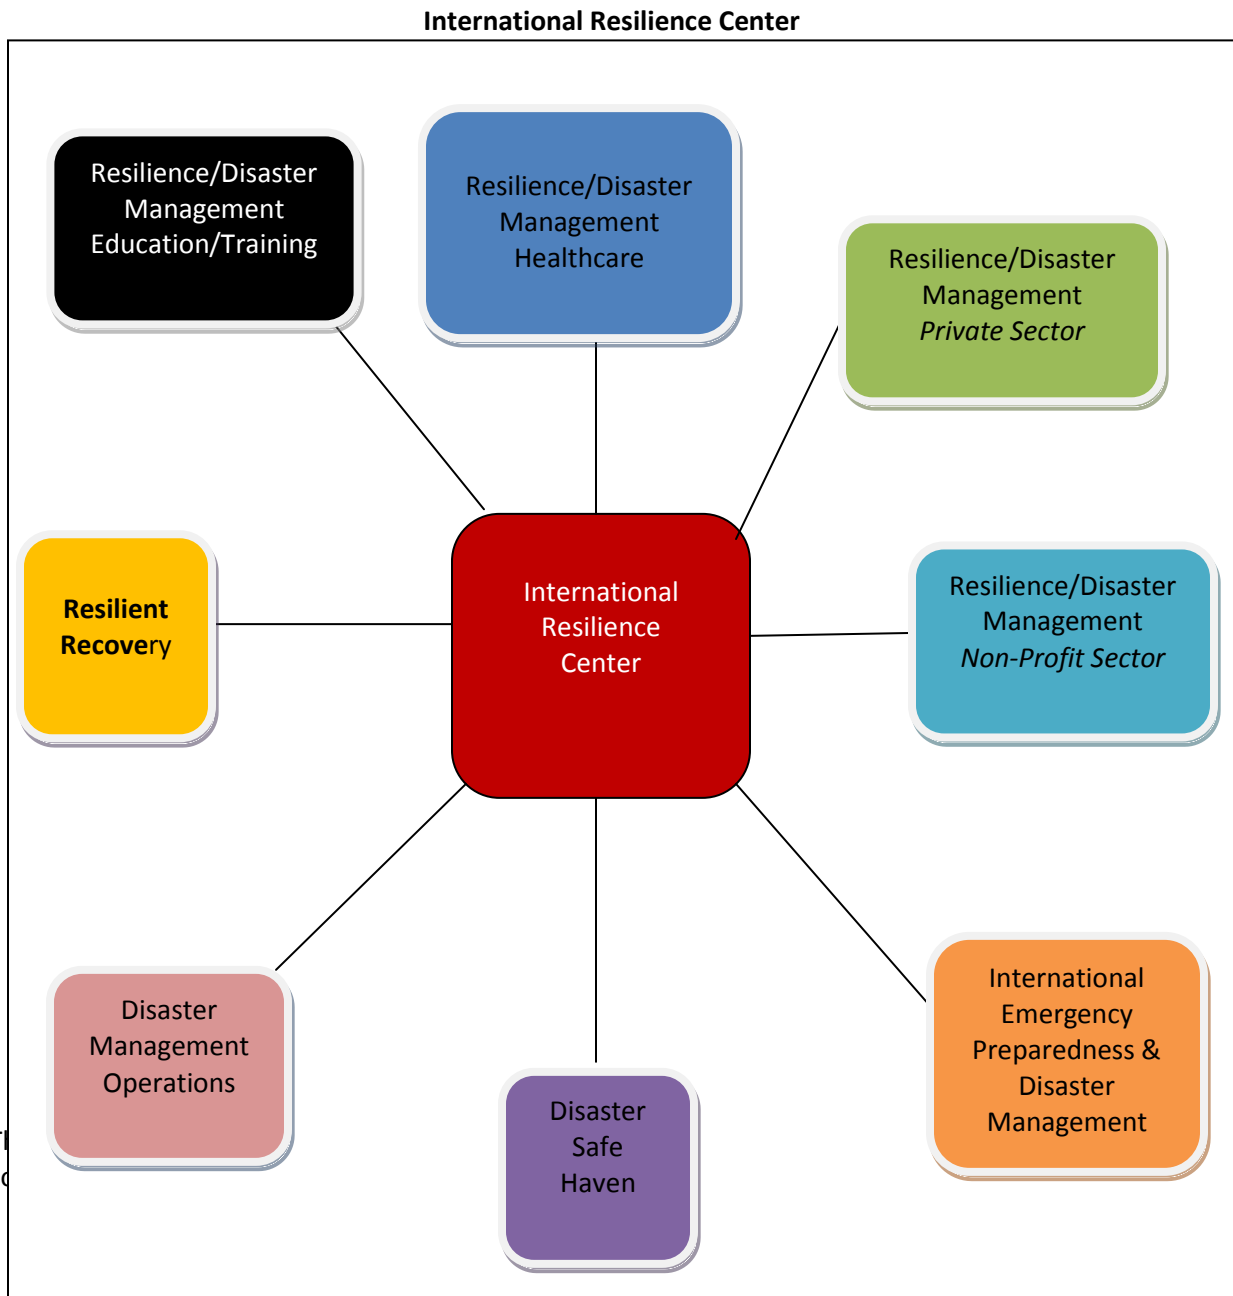 International Resilience Center
Resilience/Disaster
Management
Education/Training
Resilience/Disaster
Management
Healthcare
Resilience/Disaster
Management
Private Sector
Resilient
Recovery
International
Resilience
Center
Resilience/Disaster
Management
Non-Profit Sector
Disaster
Management
Operations
Disaster
Safe
Haven
International
Emergency
Preparedness &
Disaster
Management